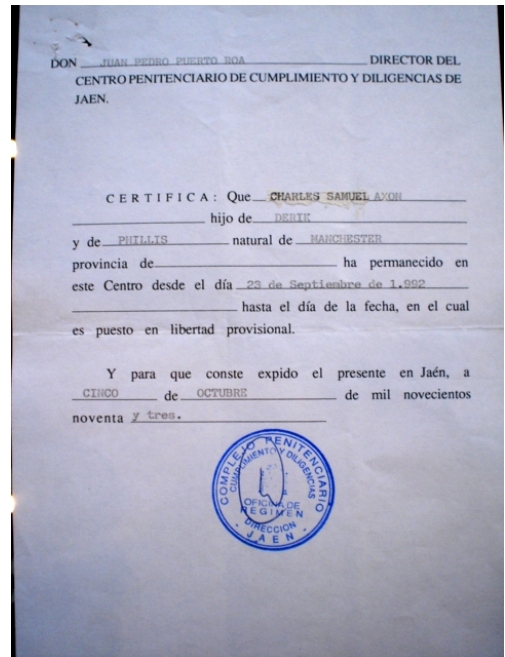 DON JUAN PEDRO PUERTO ROA DIRECTOR DEL
CENTRO PENITENCIARIO DE CUMPLIMIENTO Y DILIGENCIAS DE
JAEN.
CERTIFICA: Que CHARLES SAMUEL AXON
hijo de DERIK
y de PHILLIS natural de MANCHESTER
provincia de ha permanecido en
este Centro desde el día 23 de Septiembre de 1.992
hasta el día de la fecha, en el cual
es puesto en libertad provisional.
Y para que conste expido el presente en Jaén, a
CINCO de OCTUBRE de mil novecientos
noventa y tres.
COMPLEJO PENITENCIARIO
CUMPLIMIENTO Y DILIGENCIAS
OFICINA DE
REGIMEN
DIRECCION
JAEN